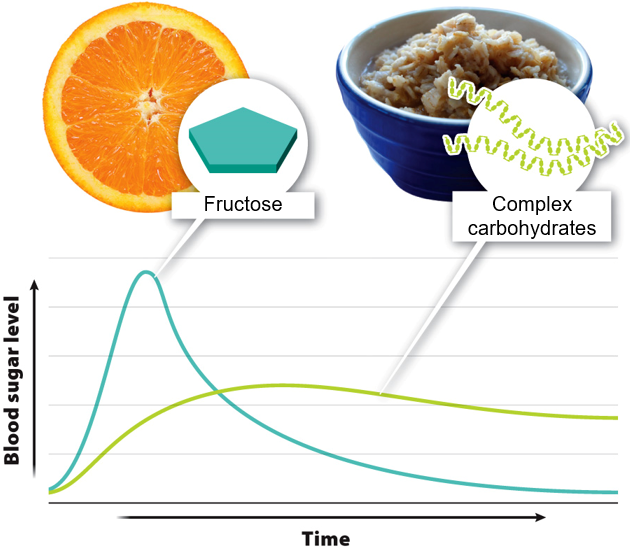 Fructose
Complex
carbohydrates
Blood sugar level
Time